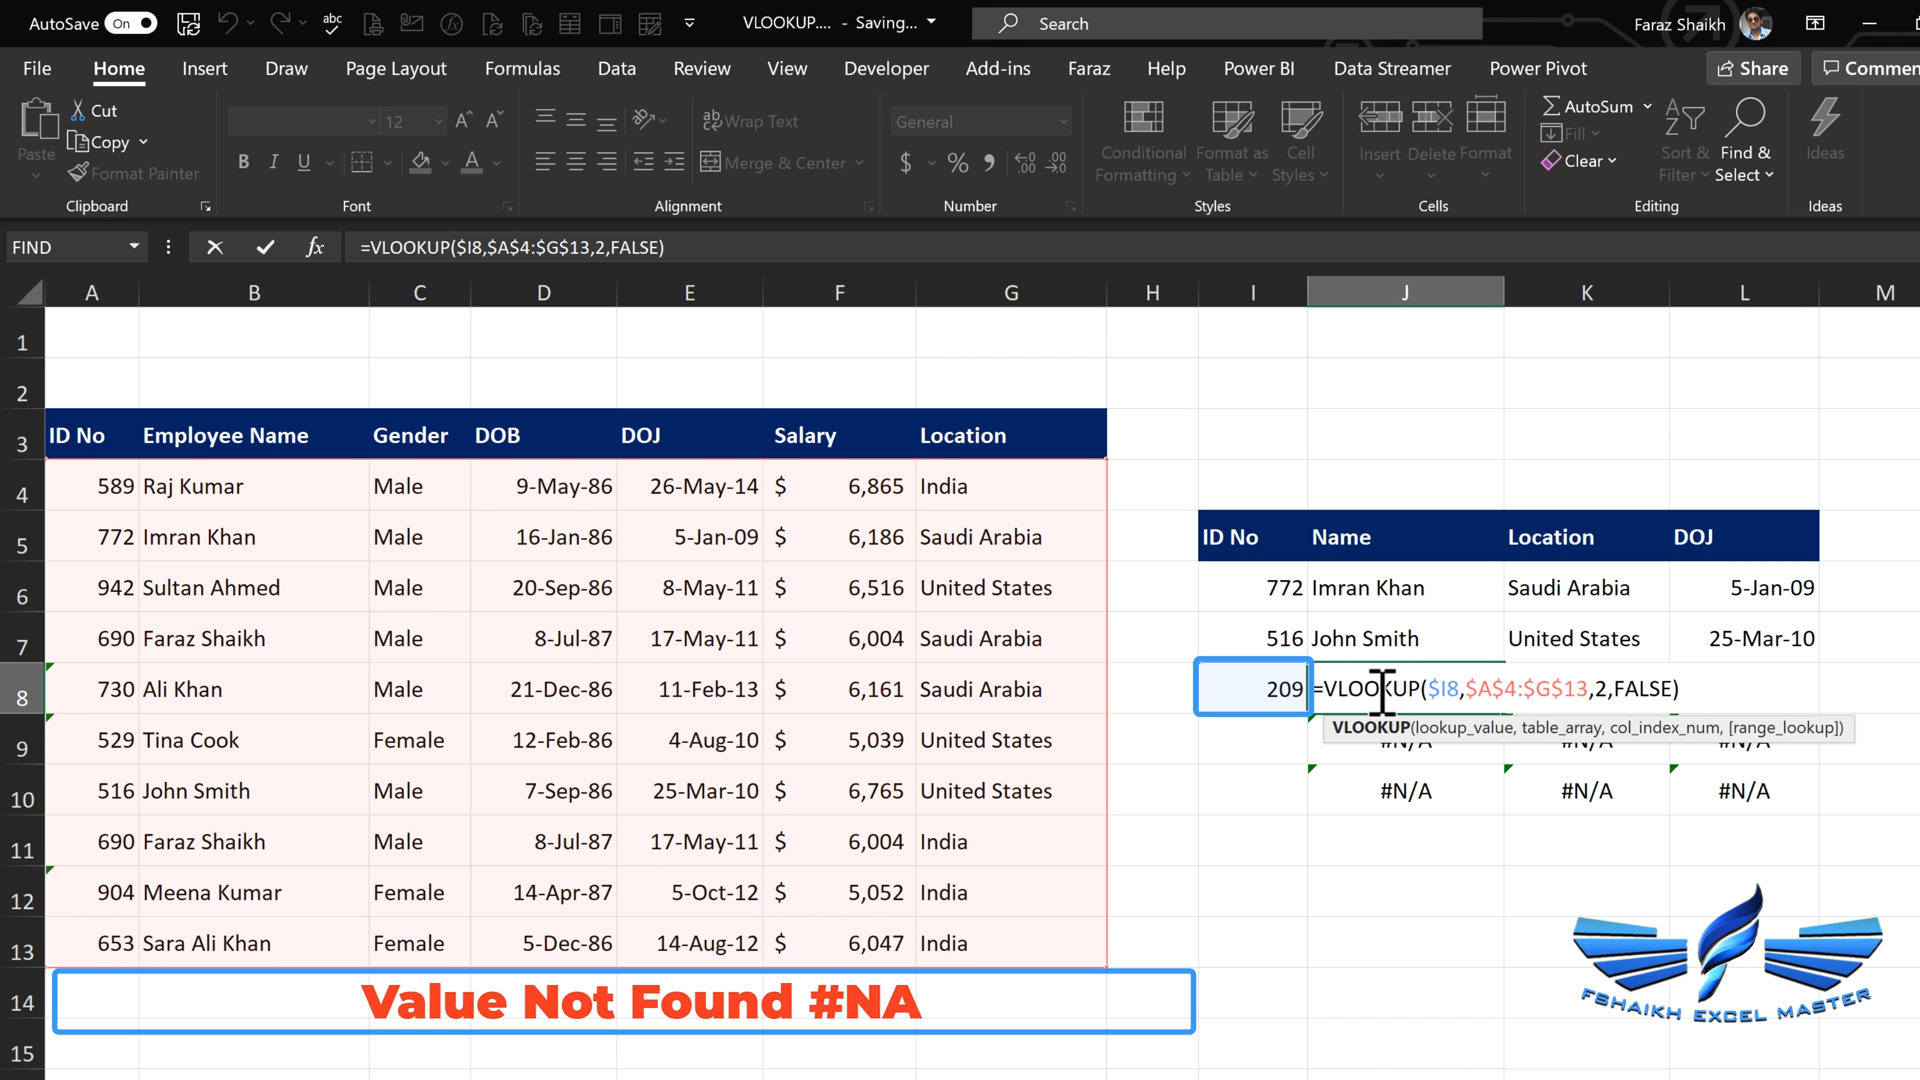 AutoSave On abc VLOOKUP.... - Saving... Search Faraz Shaikh
File Home Insert Draw Page Layout Formulas Data Review View Developer Add-ins Faraz Help Power BI Data Streamer Power Pivot Share Commen
Paste Cut Copy Format Painter
12 A A B I U A
ab Wrap Text Merge & Center
General $ % 9 .00 .00
Conditional Formatting Format as Table Cell Styles
Insert Delete Format
AutoSum Fill Clear Sort & Filter Find & Select Ideas
Clipboard Font Alignment Number Styles Cells Editing Ideas
FIND fx =VLOOKUP($I8,$A$4:$G$13,2,FALSE)
A B C D E F G H I J K L M
1
2
3 ID No Employee Name Gender DOB DOJ Salary Location
4 589 Raj Kumar Male 9-May-86 26-May-14 $ 6,865 India
5 772 Imran Khan Male 16-Jan-86 5-Jan-09 $ 6,186 Saudi Arabia ID No Name Location DOJ
6 942 Sultan Ahmed Male 20-Sep-86 8-May-11 $ 6,516 United States 772 Imran Khan Saudi Arabia 5-Jan-09
7 690 Faraz Shaikh Male 8-Jul-87 17-May-11 $ 6,004 Saudi Arabia 516 John Smith United States 25-Mar-10
8 730 Ali Khan Male 21-Dec-86 11-Feb-13 $ 6,161 Saudi Arabia 209 =VLOOKUP($I8,$A$4:$G$13,2,FALSE)
VLOOKUP(lookup_value, table_array, col_index_num, [range_lookup])
9 529 Tina Cook Female 12-Feb-86 4-Aug-10 $ 5,039 United States #N/A #N/A #N/A
10 516 John Smith Male 7-Sep-86 25-Mar-10 $ 6,765 United States #N/A #N/A #N/A
11 690 Faraz Shaikh Male 8-Jul-87 17-May-11 $ 6,004 India
12 904 Meena Kumar Female 14-Apr-87 5-Oct-12 $ 5,052 India
13 653 Sara Ali Khan Female 5-Dec-86 14-Aug-12 $ 6,047 India
14 Value Not Found #NA
FSHAIKH EXCEL MASTER
15